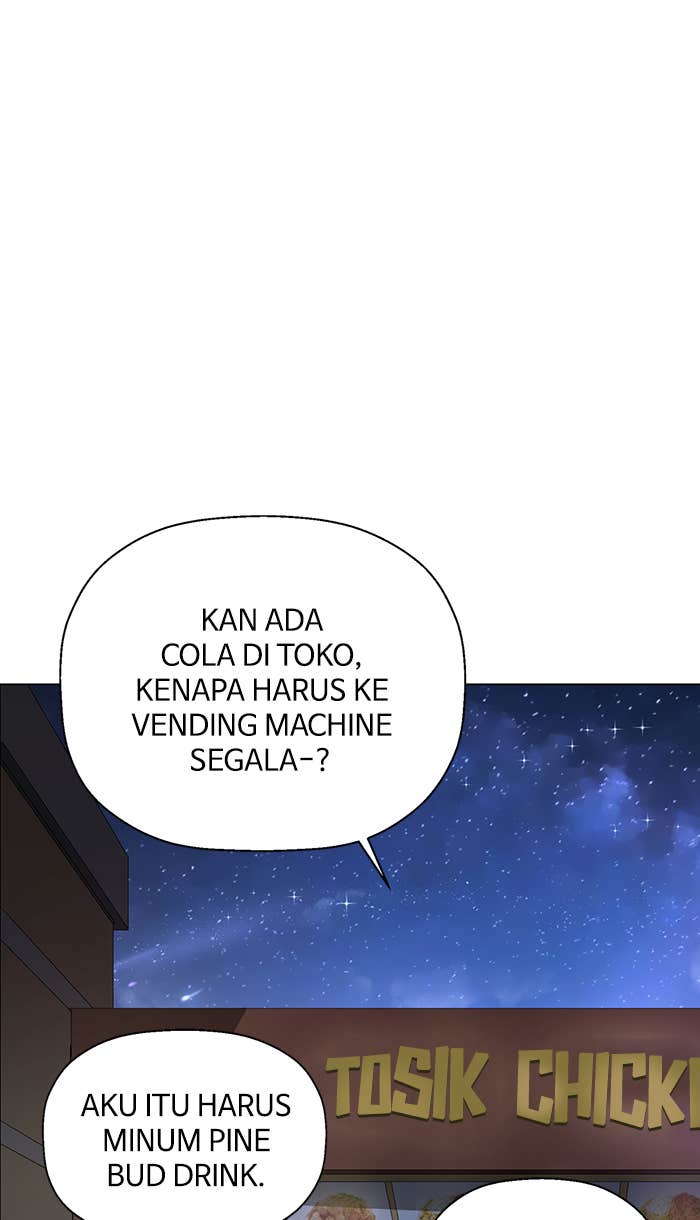 KAN ADA
COLA DI TOKO,
KENAPA HARUS KE
VENDING MACHINE
SEGALA-?
TOSIK CHICK
AKU ITU HARUS
MINUM PINE
BUD DRINK.